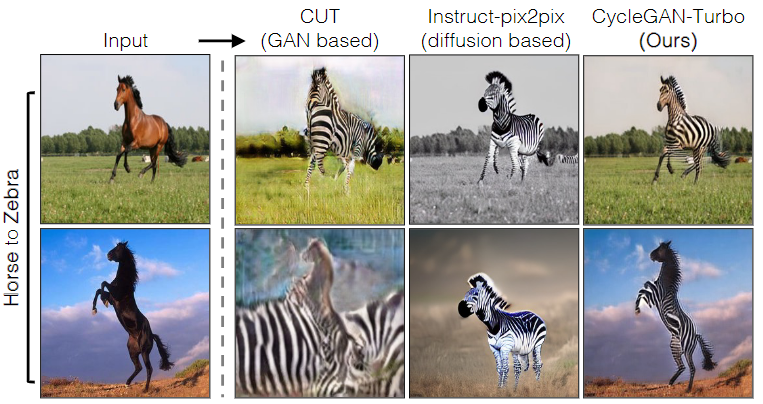 Input
CUT
(GAN based)
Instruct-pix2pix
(diffusion based)
CycleGAN-Turbo
(Ours)
Horse to Zebra